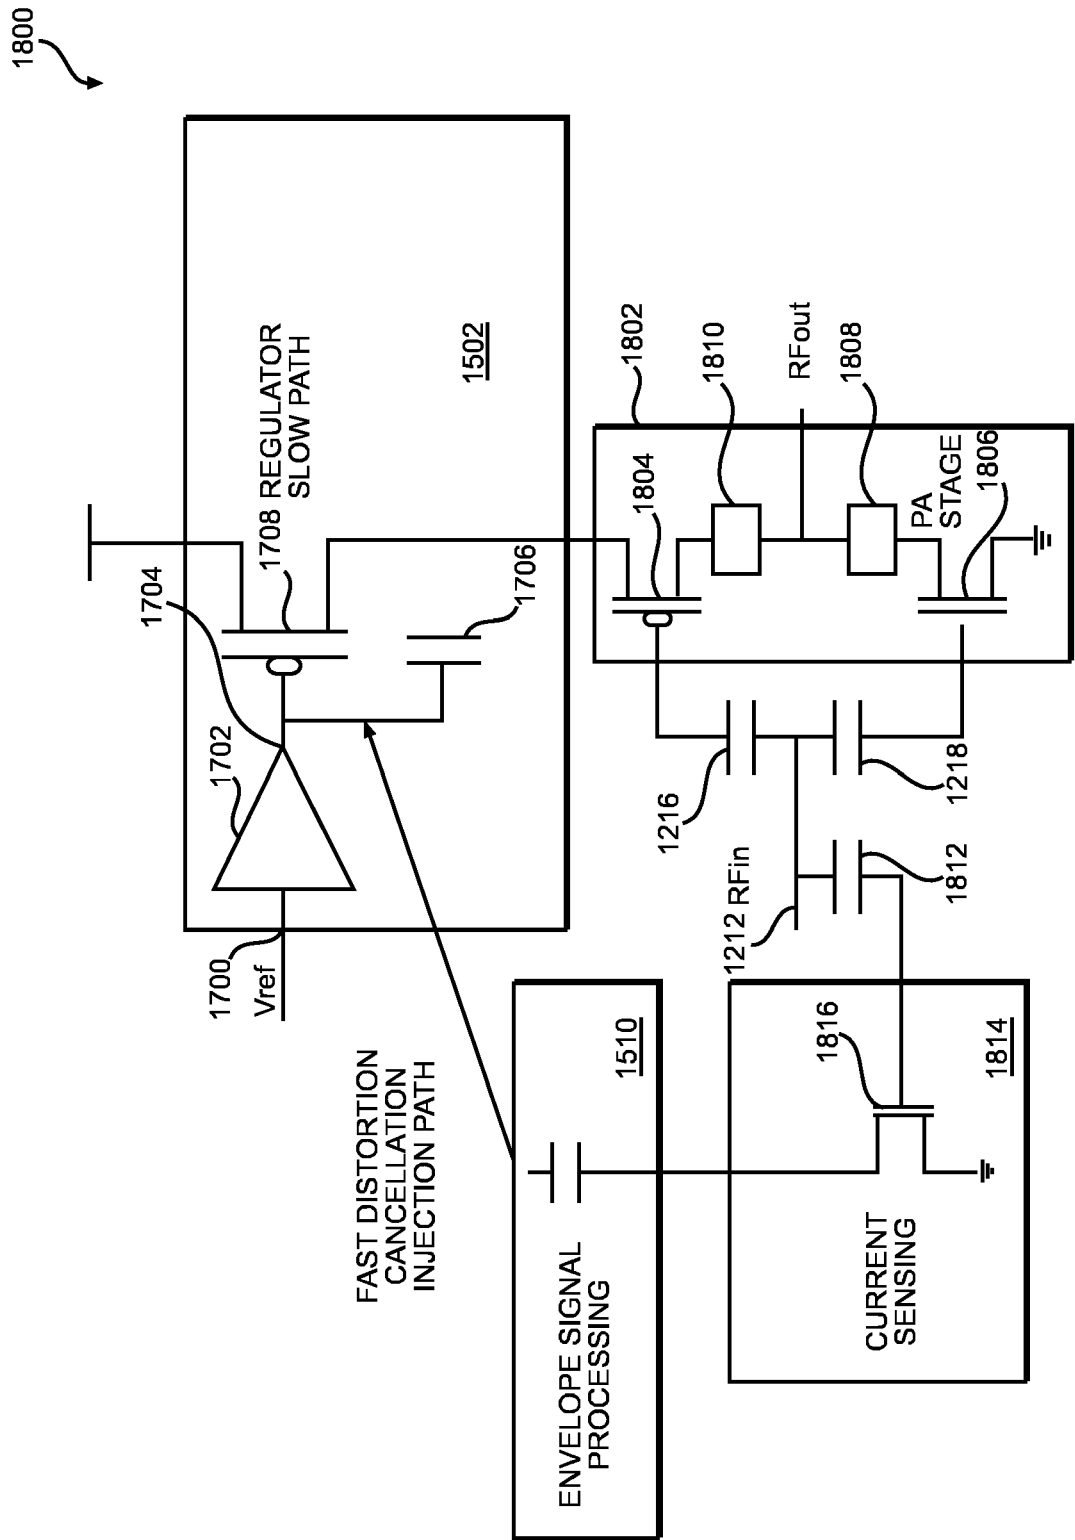 1800
1704
1702
1700
Vref
1708 REGULATOR
SLOW PATH
1502
1706
FAST DISTORTION
CANCELLATION
INJECTION PATH
1510
ENVELOPE SIGNAL
PROCESSING
1802
1804
1810
RFout
1808
PA
STAGE
1806
1216
1218
1212 RFin
1812
1816
1814
CURRENT
SENSING